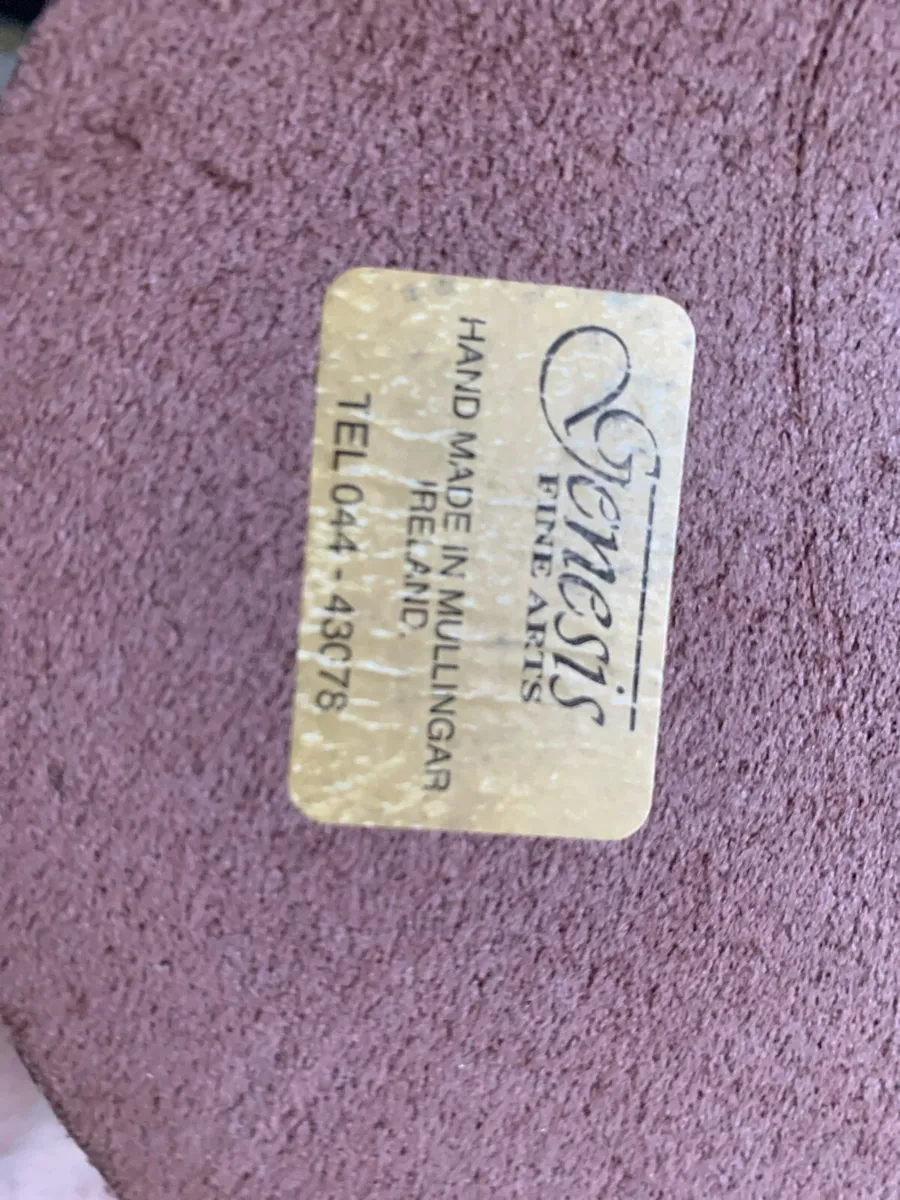 Genesis
FINE ARTS
HAND MADE IN MULLINGAR
IRELAND.
TEL 044-43078